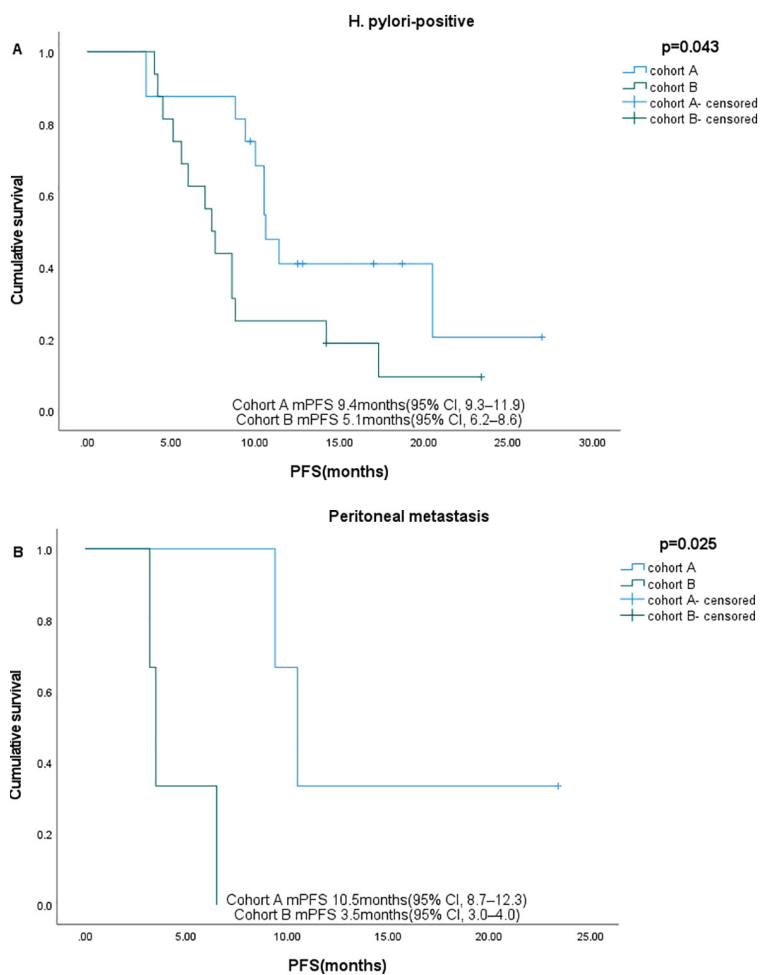 H. pylori-positive
A
p=0.043
cohort A
cohort B
cohort A- censored
cohort B- censored
Cumulative survival
1.0
0.8
0.6
0.4
0.2
0.0
Cohort A mPFS 9.4months(95% CI, 9.3–11.9)
Cohort B mPFS 5.1months(95% CI, 6.2–8.6)
.00 5.00 10.00 15.00 20.00 25.00 30.00
PFS(months)
Peritoneal metastasis
B
p=0.025
cohort A
cohort B
cohort A- censored
cohort B- censored
Cumulative survival
1.0
0.8
0.6
0.4
0.2
0.0
Cohort A mPFS 10.5months(95% CI, 8.7–12.3)
Cohort B mPFS 3.5months(95% CI, 3.0–4.0)
.00 5.00 10.00 15.00 20.00 25.00
PFS(months)